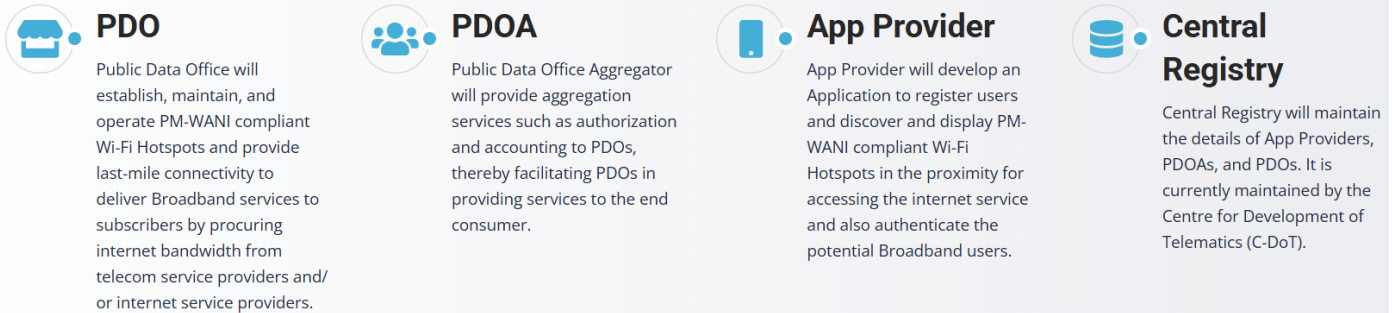 PDO
Public Data Office will
establish, maintain, and
operate PM-WANI compliant
Wi-Fi Hotspots and provide
last-mile connectivity to
deliver Broadband services to
subscribers by procuring
internet bandwidth from
telecom service providers and/
or internet service providers.
PDOA
Public Data Office Aggregator
will provide aggregation
services such as authorization
and accounting to PDOs,
thereby facilitating PDOs in
providing services to the end
consumer.
App Provider
App Provider will develop an
Application to register users
and discover and display PM-
WANI compliant Wi-Fi
Hotspots in the proximity for
accessing the internet service
and also authenticate the
potential Broadband users.
Central
Registry
Central Registry will maintain
the details of App Providers,
PDOAs, and PDOs. It is
currently maintained by the
Centre for Development of
Telematics (C-DoT).